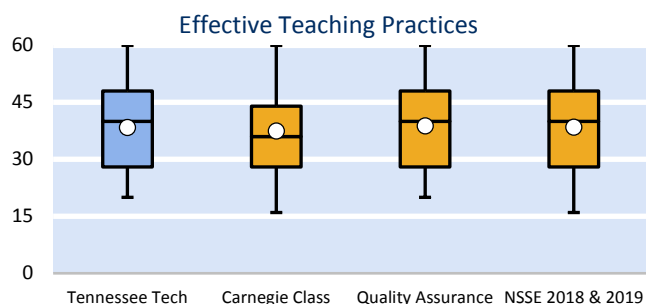 Effective Teaching Practices
60
45
30
15
0
Tennessee Tech Carnegie Class Quality Assurance NSSE 2018 & 2019